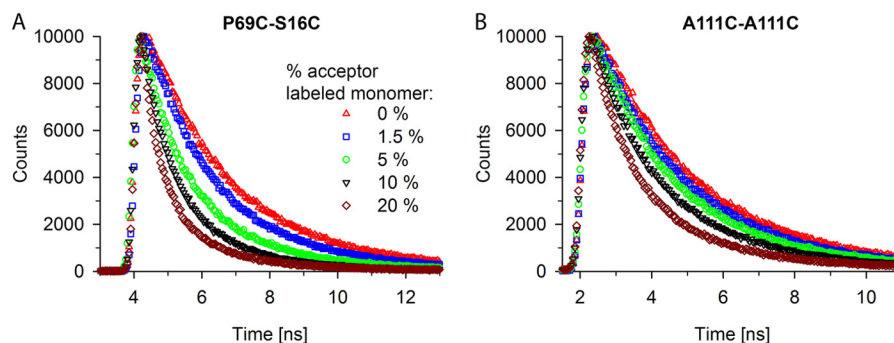 A
P69C-S16C
10000
8000
6000
4000
2000
0
Counts
% acceptor
labeled monomer:
0 %
1.5 %
5 %
10 %
20 %
4
6
8
10
12
Time [ns]
B
A111C-A111C
10000
8000
6000
4000
2000
0
Counts
2
4
6
8
10
Time [ns]